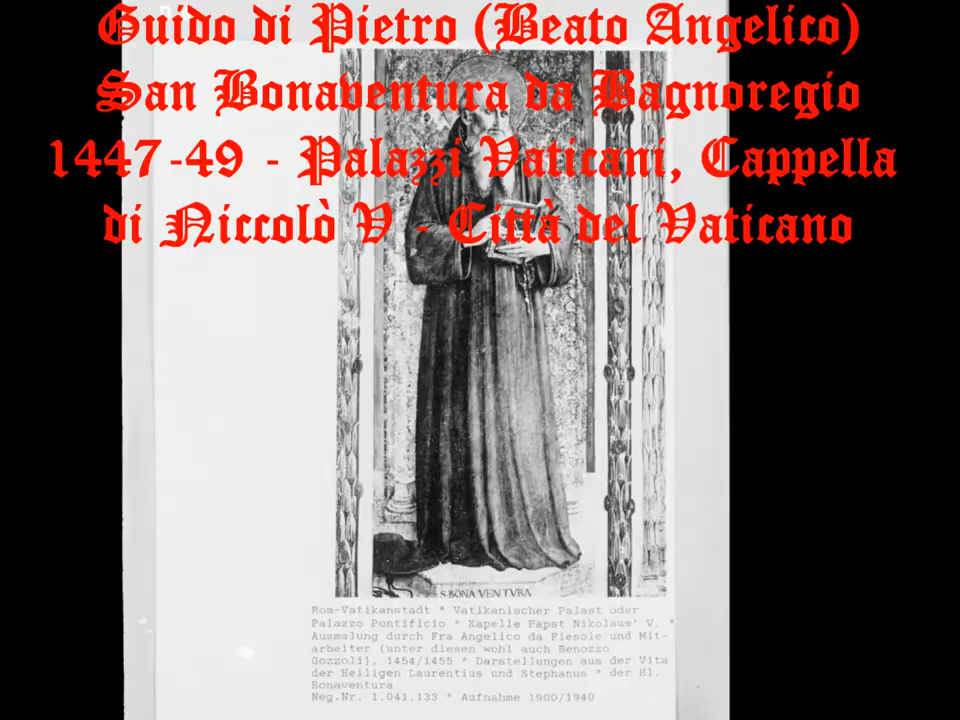 Guido di Pietro (Beato Angelico)
San Bonaventura da Bagnoregio
1447-49 - Palazzi Vaticani, Cappella
di Niccolò V - Città del Vaticano
S. BONAVENTVRA
Rom-Vatikanstadt * Vatikanischer Palast oder
Palazzo Pontificio * Kapelle Papst Nikolaus' V. *
Ausmalung durch Fra Angelico da Fiesole und Mit-
arbeiter (unter diesen wohl auch Benozzo
Gozzoli), 1454/1455 * Darstellungen aus der Vita
der Heiligen Laurentius und Stephanus * der Hl.
Bonaventura
Neg.Nr. 1.041.133 * Aufnahme 1900/1940